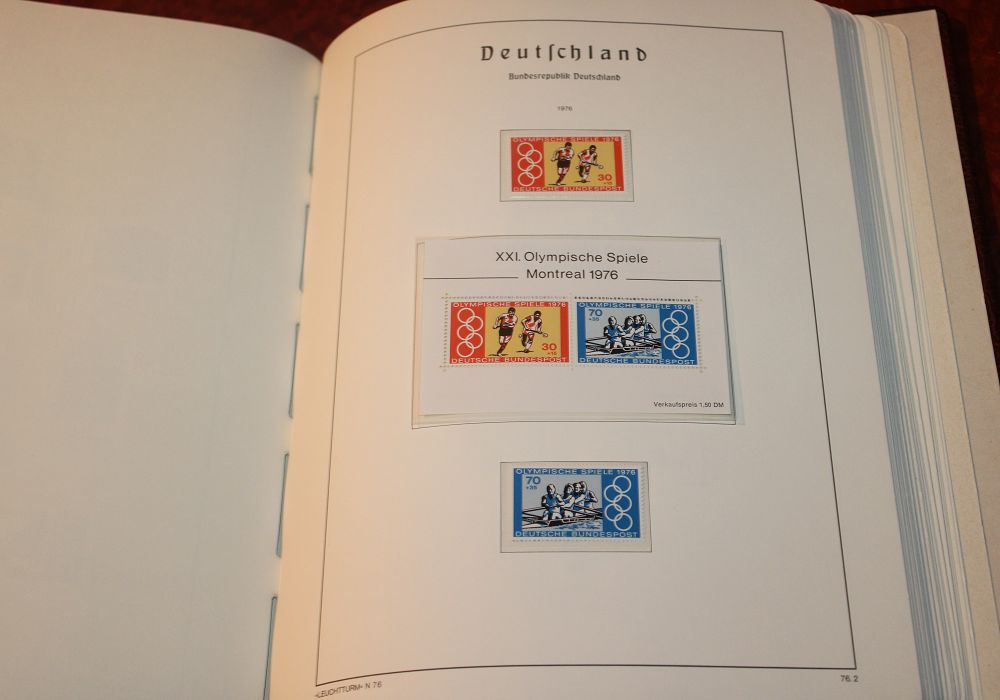 Deutſchland
Bundesrepublik Deutschland
1976
OLYMPISCHE SPIELE 1976
30
+15
DEUTSCHE BUNDESPOST
XXI. Olympische Spiele
Montreal 1976
OLYMPISCHE SPIELE 1976
30
+15
DEUTSCHE BUNDESPOST
OLYMPISCHE SPIELE 1976
70
+35
DEUTSCHE BUNDESPOST
Verkaufspreis 1,50 DM
OLYMPISCHE SPIELE 1976
70
+35
DEUTSCHE BUNDESPOST
»LEUCHTTURM« N 76
76. 2